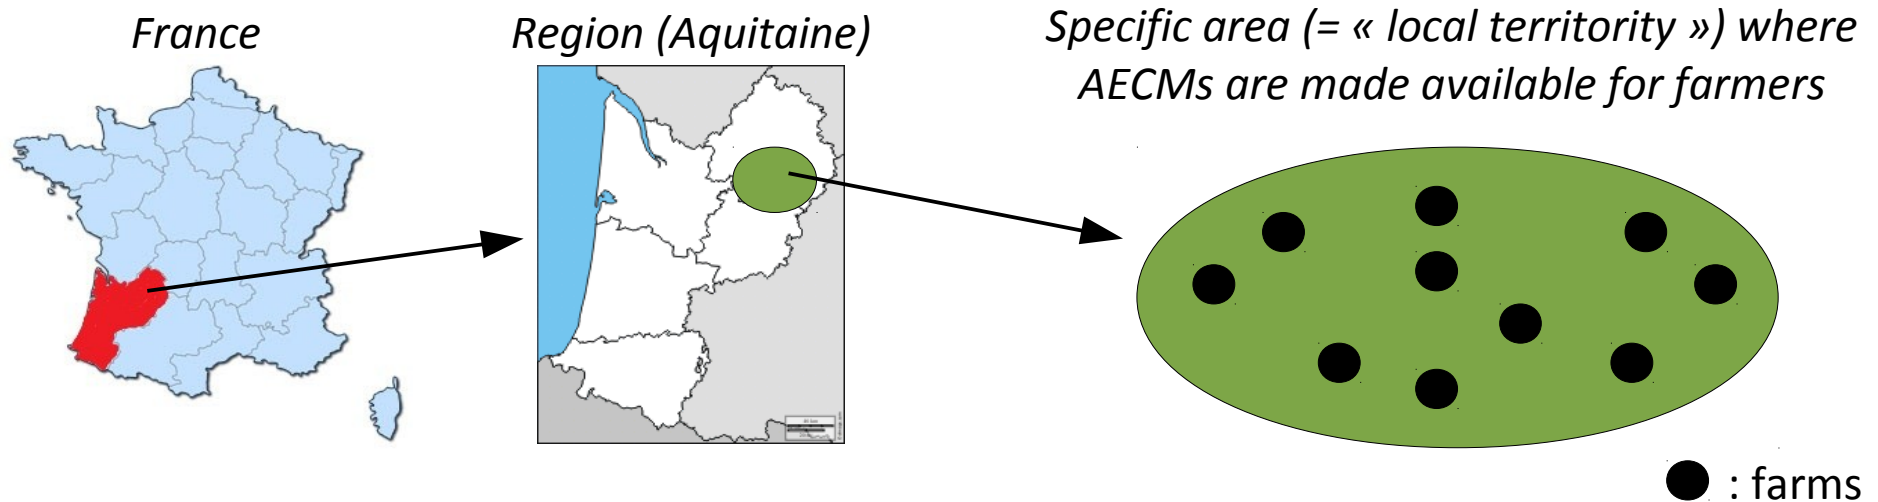 France
Region (Aquitaine)
Specific area (= « local territority ») where
AECMs are made available for farmers
: farms